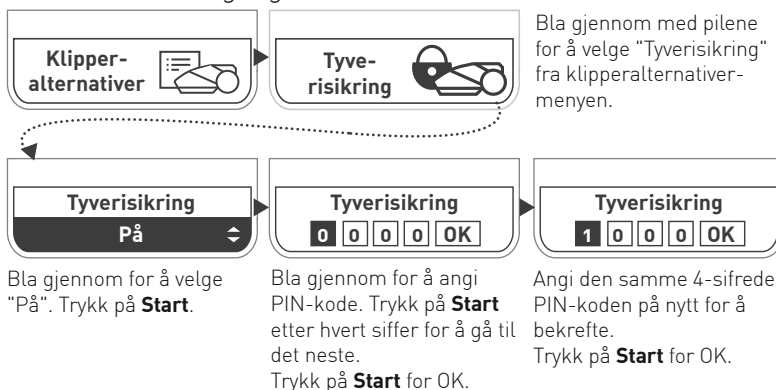 Klipper-
alternativer
Tyve-
risikring
Bla gjennom med pilene
for å velge "Tyverisikring"
fra klipperalternativer-
menyen.
Tyverisikring
På
Tyverisikring
0 0 0 0 OK
Tyverisikring
1 0 0 0 OK
Bla gjennom for å velge
"På". Trykk på Start.
Bla gjennom for å angi
PIN-kode. Trykk på Start
etter hvert siffer for å gå til
det neste.
Trykk på Start for OK.
Angi den samme 4-sifrede
PIN-koden på nytt for å
bekrefte.
Trykk på Start for OK.